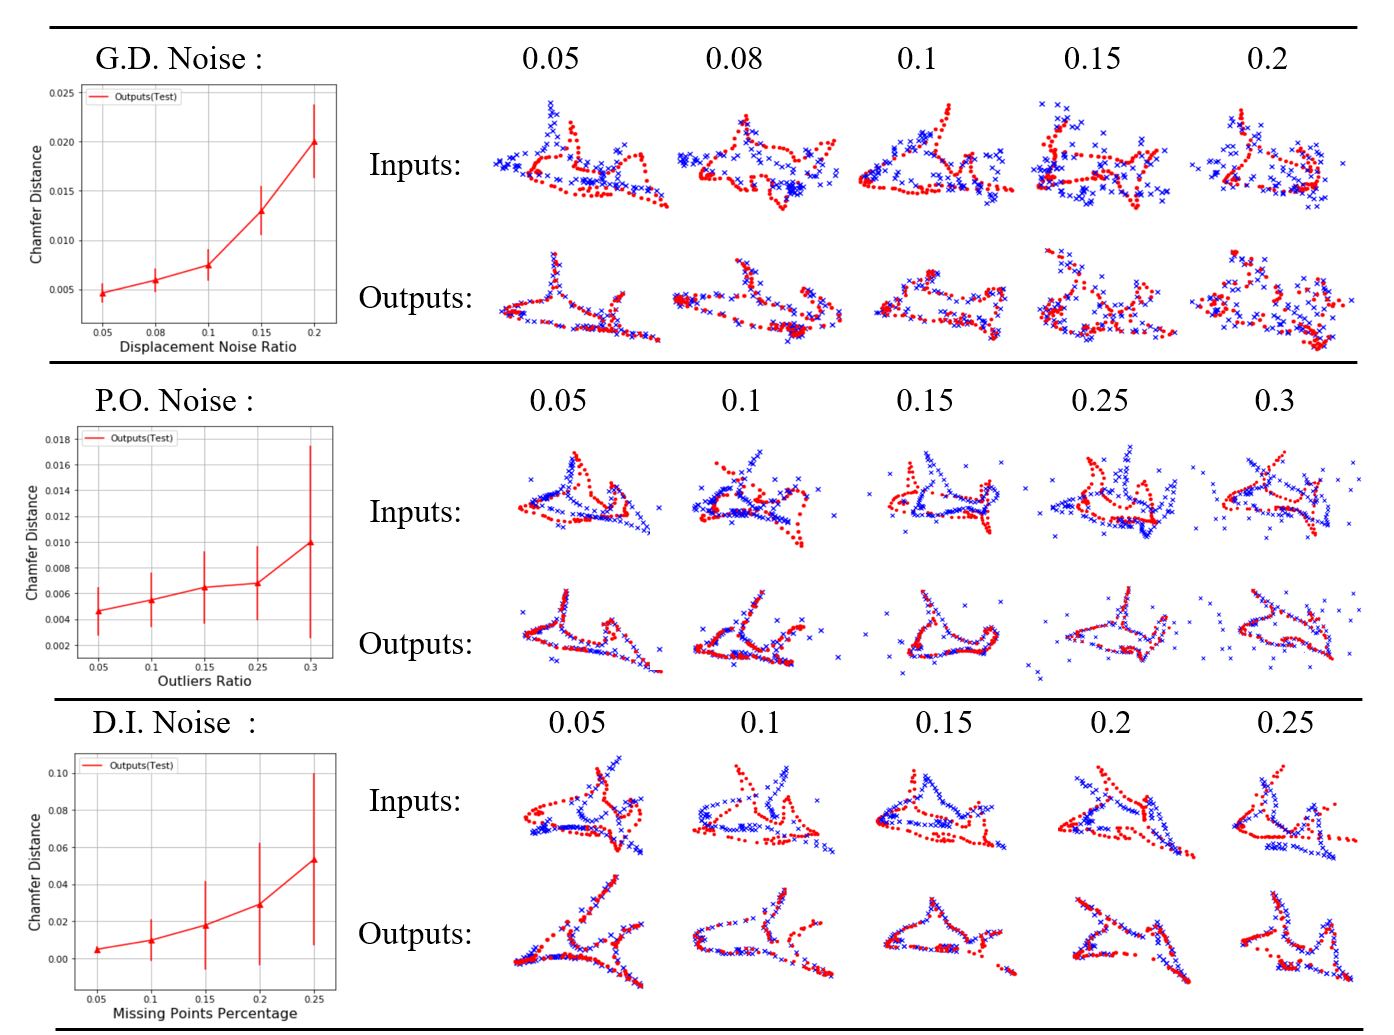 G.D. Noise :
0.05 0.08 0.1 0.15 0.2
0.025
0.020
0.015
0.010
0.005
Outputs(Test)
Chamfer Distance
0.05 0.08 0.1 0.15 0.2
Displacement Noise Ratio
Inputs:
Outputs:
P.O. Noise :
0.05 0.1 0.15 0.25 0.3
0.018
0.016
0.014
0.012
0.010
0.008
0.006
0.004
0.002
Outputs(Test)
Chamfer Distance
0.05 0.1 0.15 0.25 0.3
Outliers Ratio
Inputs:
Outputs:
D.I. Noise :
0.05 0.1 0.15 0.2 0.25
0.10
0.08
0.06
0.04
0.02
0.00
Outputs(Test)
Chamfer Distance
0.05 0.1 0.15 0.2 0.25
Missing Points Percentage
Inputs:
Outputs: